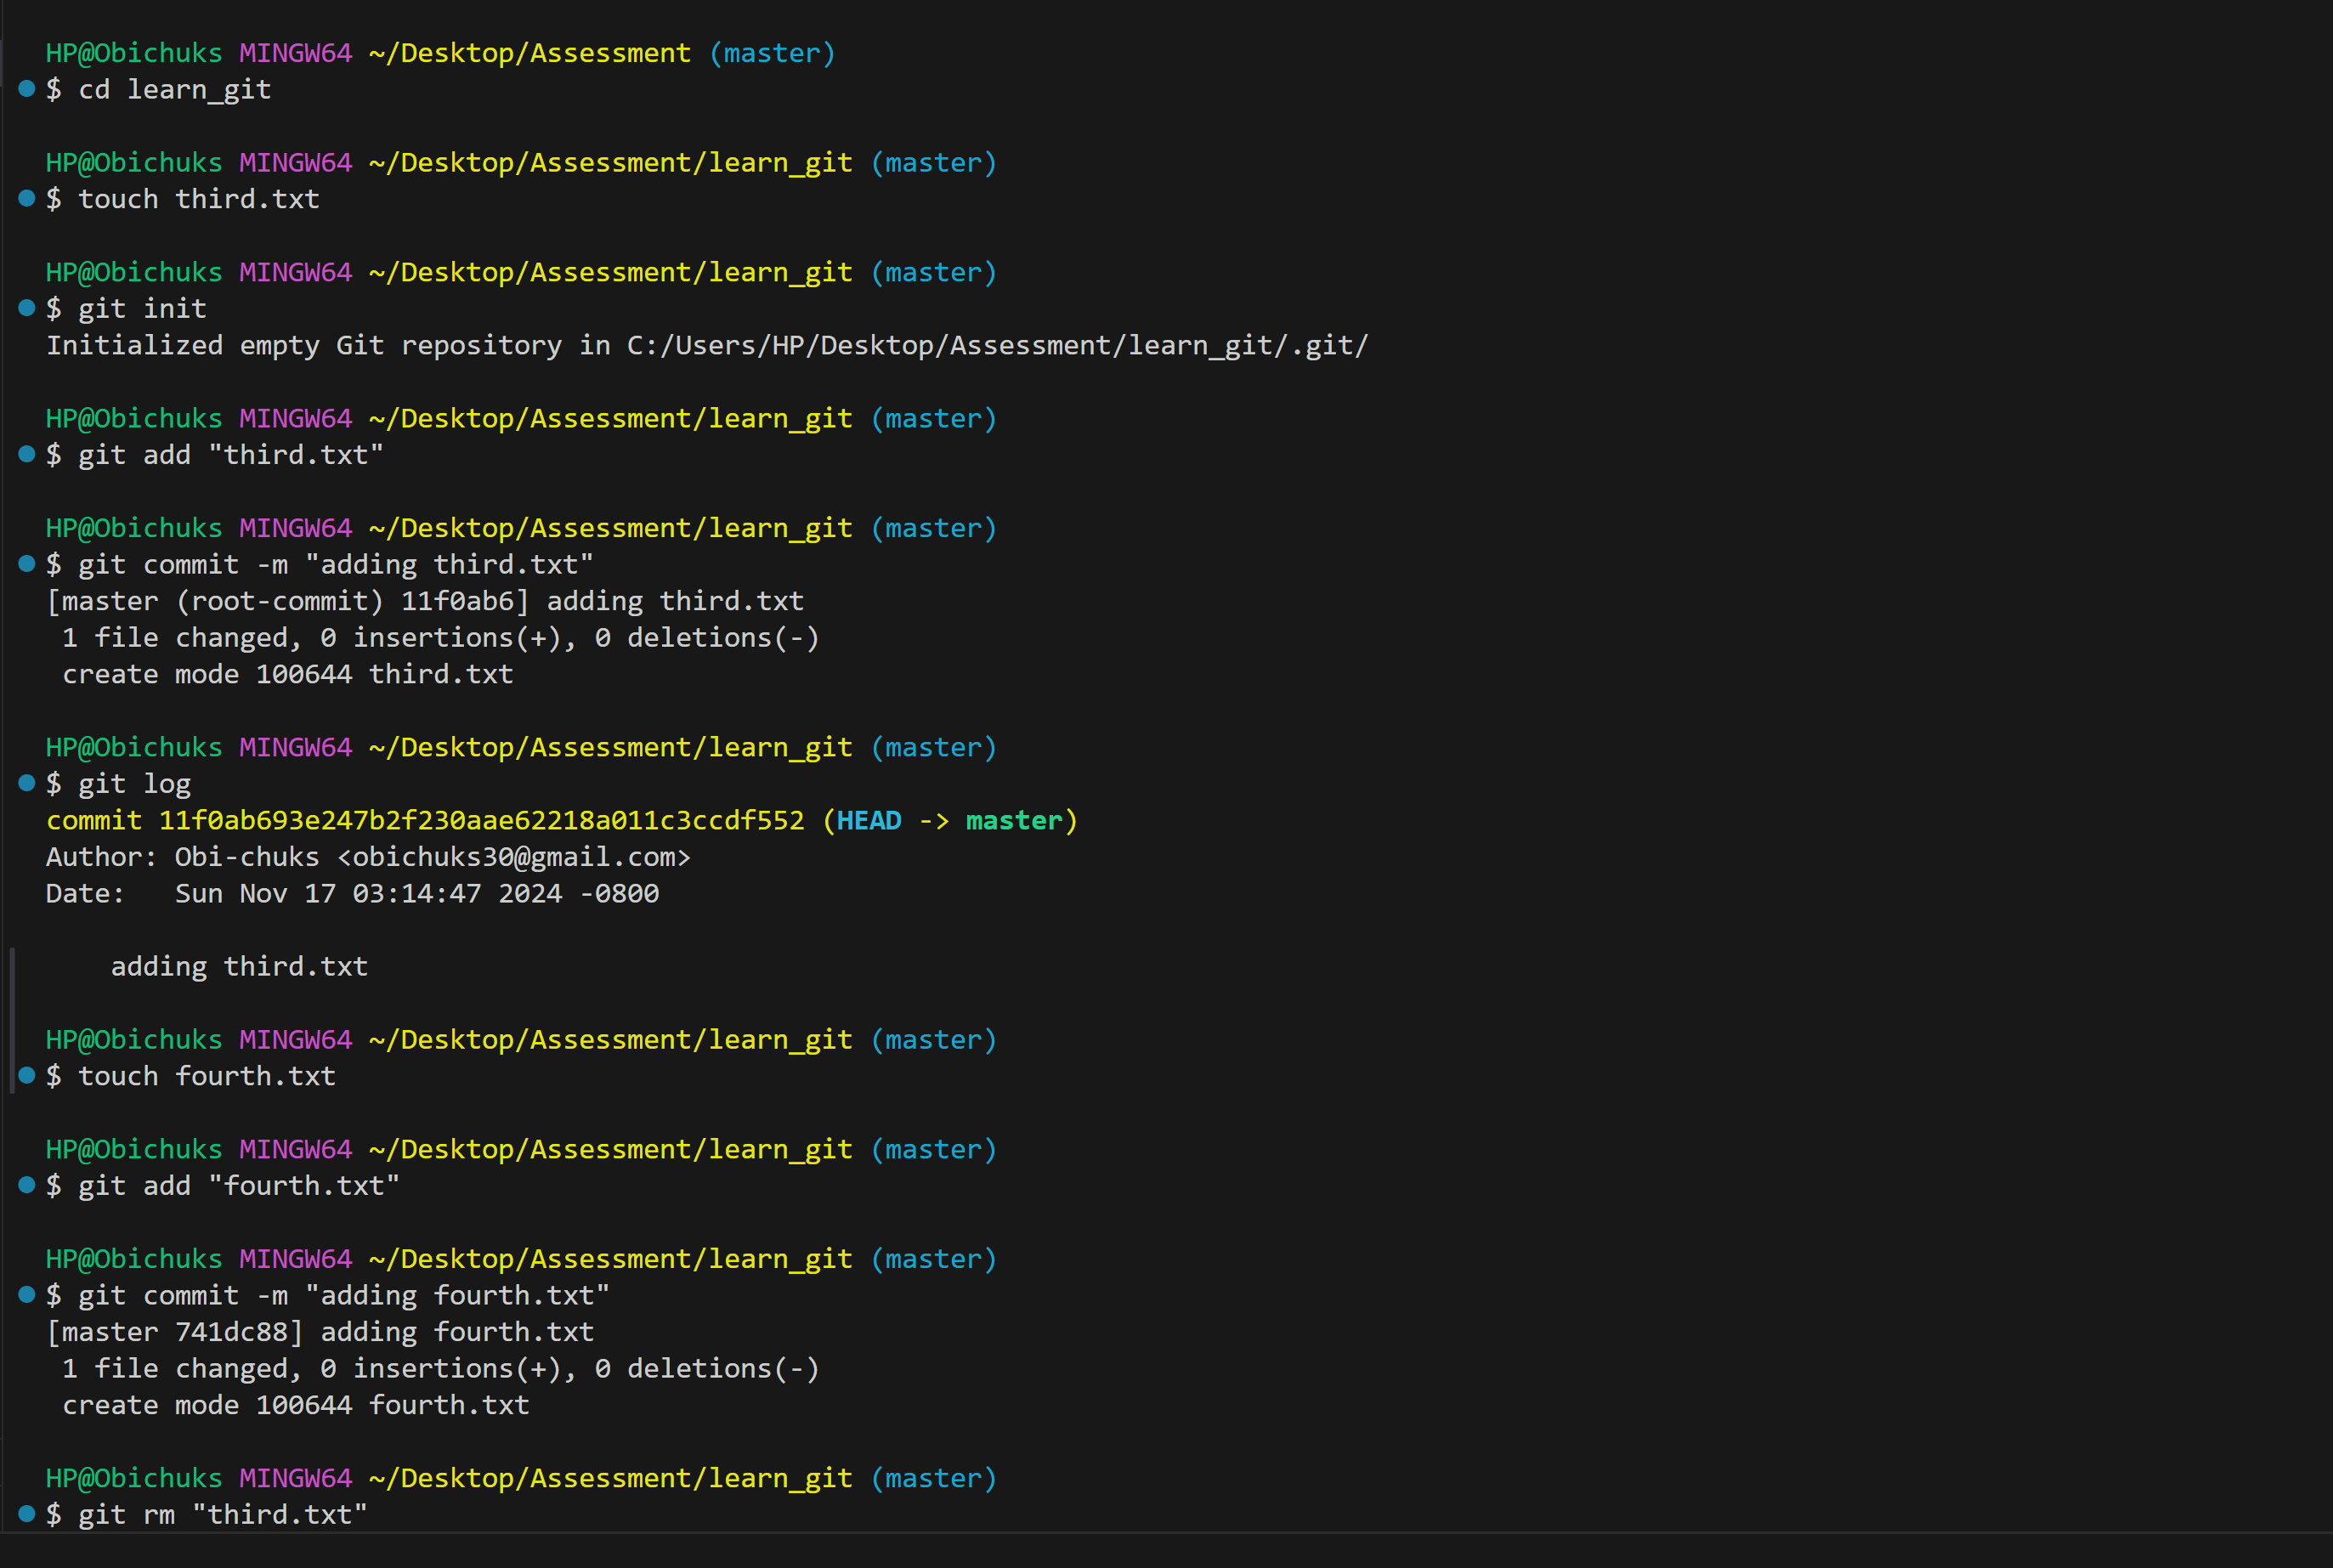 HP@Obichuks MINGW64 ~/Desktop/Assessment (master)
$ cd learn_git
HP@Obichuks MINGW64 ~/Desktop/Assessment/learn_git (master)
$ touch third.txt
HP@Obichuks MINGW64 ~/Desktop/Assessment/learn_git (master)
$ git init
Initialized empty Git repository in C:/Users/HP/Desktop/Assessment/learn_git/.git/
HP@Obichuks MINGW64 ~/Desktop/Assessment/learn_git (master)
$ git add "third.txt"
HP@Obichuks MINGW64 ~/Desktop/Assessment/learn_git (master)
$ git commit -m "adding third.txt"
[master (root-commit) 11f0ab6] adding third.txt
 1 file changed, 0 insertions(+), 0 deletions(-)
 create mode 100644 third.txt
HP@Obichuks MINGW64 ~/Desktop/Assessment/learn_git (master)
$ git log
commit 11f0ab693e247b2f230aae62218a011c3ccdf552 (HEAD -> master)
Author: Obi-chuks <obichuks30@gmail.com>
Date:   Sun Nov 17 03:14:47 2024 -0800
    adding third.txt
HP@Obichuks MINGW64 ~/Desktop/Assessment/learn_git (master)
$ touch fourth.txt
HP@Obichuks MINGW64 ~/Desktop/Assessment/learn_git (master)
$ git add "fourth.txt"
HP@Obichuks MINGW64 ~/Desktop/Assessment/learn_git (master)
$ git commit -m "adding fourth.txt"
[master 741dc88] adding fourth.txt
 1 file changed, 0 insertions(+), 0 deletions(-)
 create mode 100644 fourth.txt
HP@Obichuks MINGW64 ~/Desktop/Assessment/learn_git (master)
$ git rm "third.txt"